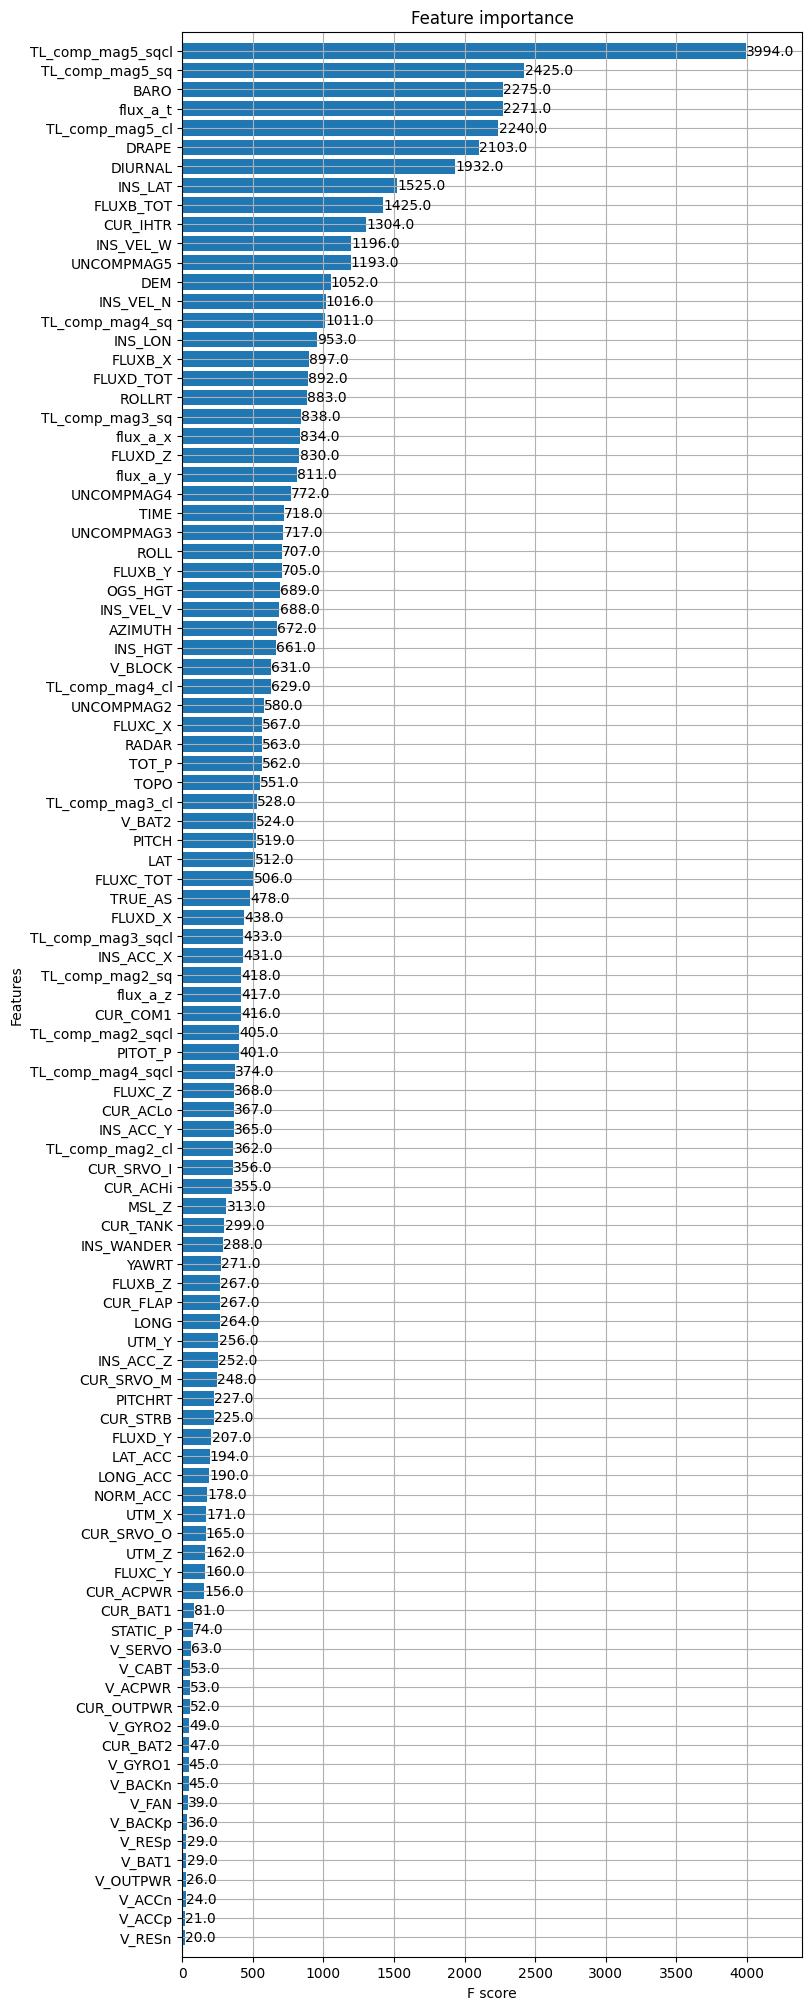 Feature importance
TL_comp_mag5_sqcl 3994.0
TL_comp_mag5_sq 2425.0
BARO 2275.0
flux_a_t 2271.0
TL_comp_mag5_cl 2240.0
DRAPE 2103.0
DIURNAL 1932.0
INS_LAT 1525.0
FLUXB_TOT 1425.0
CUR_IHTR 1304.0
INS_VEL_W 1196.0
UNCOMPMAG5 1193.0
DEM 1052.0
INS_VEL_N 1016.0
TL_comp_mag4_sq 1011.0
INS_LON 953.0
FLUXB_X 897.0
FLUXD_TOT 892.0
ROLLRT 883.0
TL_comp_mag3_sq 838.0
flux_a_x 834.0
FLUXD_Z 830.0
flux_a_y 811.0
UNCOMPMAG4 772.0
TIME 718.0
UNCOMPMAG3 717.0
ROLL 707.0
FLUXB_Y 705.0
OGS_HGT 689.0
INS_VEL_V 688.0
AZIMUTH 672.0
INS_HGT 661.0
V_BLOCK 631.0
TL_comp_mag4_cl 629.0
UNCOMPMAG2 580.0
FLUXC_X 567.0
RADAR 563.0
TOT_P 562.0
TOPO 551.0
TL_comp_mag3_cl 528.0
V_BAT2 524.0
PITCH 519.0
LAT 512.0
FLUXC_TOT 506.0
TRUE_AS 478.0
FLUXD_X 438.0
TL_comp_mag3_sqcl 433.0
INS_ACC_X 431.0
TL_comp_mag2_sq 418.0
flux_a_z 417.0
CUR_COM1 416.0
TL_comp_mag2_sqcl 405.0
PITOT_P 401.0
TL_comp_mag4_sqcl 374.0
FLUXC_Z 368.0
CUR_ACLo 367.0
INS_ACC_Y 365.0
TL_comp_mag2_cl 362.0
CUR_SRVO_I 356.0
CUR_ACHi 355.0
MSL_Z 313.0
CUR_TANK 299.0
INS_WANDER 288.0
YAWRT 271.0
FLUXB_Z 267.0
CUR_FLAP 267.0
LONG 264.0
UTM_Y 256.0
INS_ACC_Z 252.0
CUR_SRVO_M 248.0
PITCHRT 227.0
CUR_STRB 225.0
FLUXD_Y 207.0
LAT_ACC 194.0
LONG_ACC 190.0
NORM_ACC 178.0
UTM_X 171.0
CUR_SRVO_O 165.0
UTM_Z 162.0
FLUXC_Y 160.0
CUR_ACPWR 156.0
CUR_BAT1 81.0
STATIC_P 74.0
V_SERVO 63.0
V_CABT 53.0
V_ACPWR 53.0
CUR_OUTPWR 52.0
V_GYRO2 49.0
CUR_BAT2 47.0
V_GYRO1 45.0
V_BACKn 45.0
V_FAN 39.0
V_BACKp 36.0
V_RESp 29.0
V_BAT1 29.0
V_OUTPWR 26.0
V_ACCn 24.0
V_ACCp 21.0
V_RESn 20.0
Features
0 500 1000 1500 2000 2500 3000 3500 4000
F score